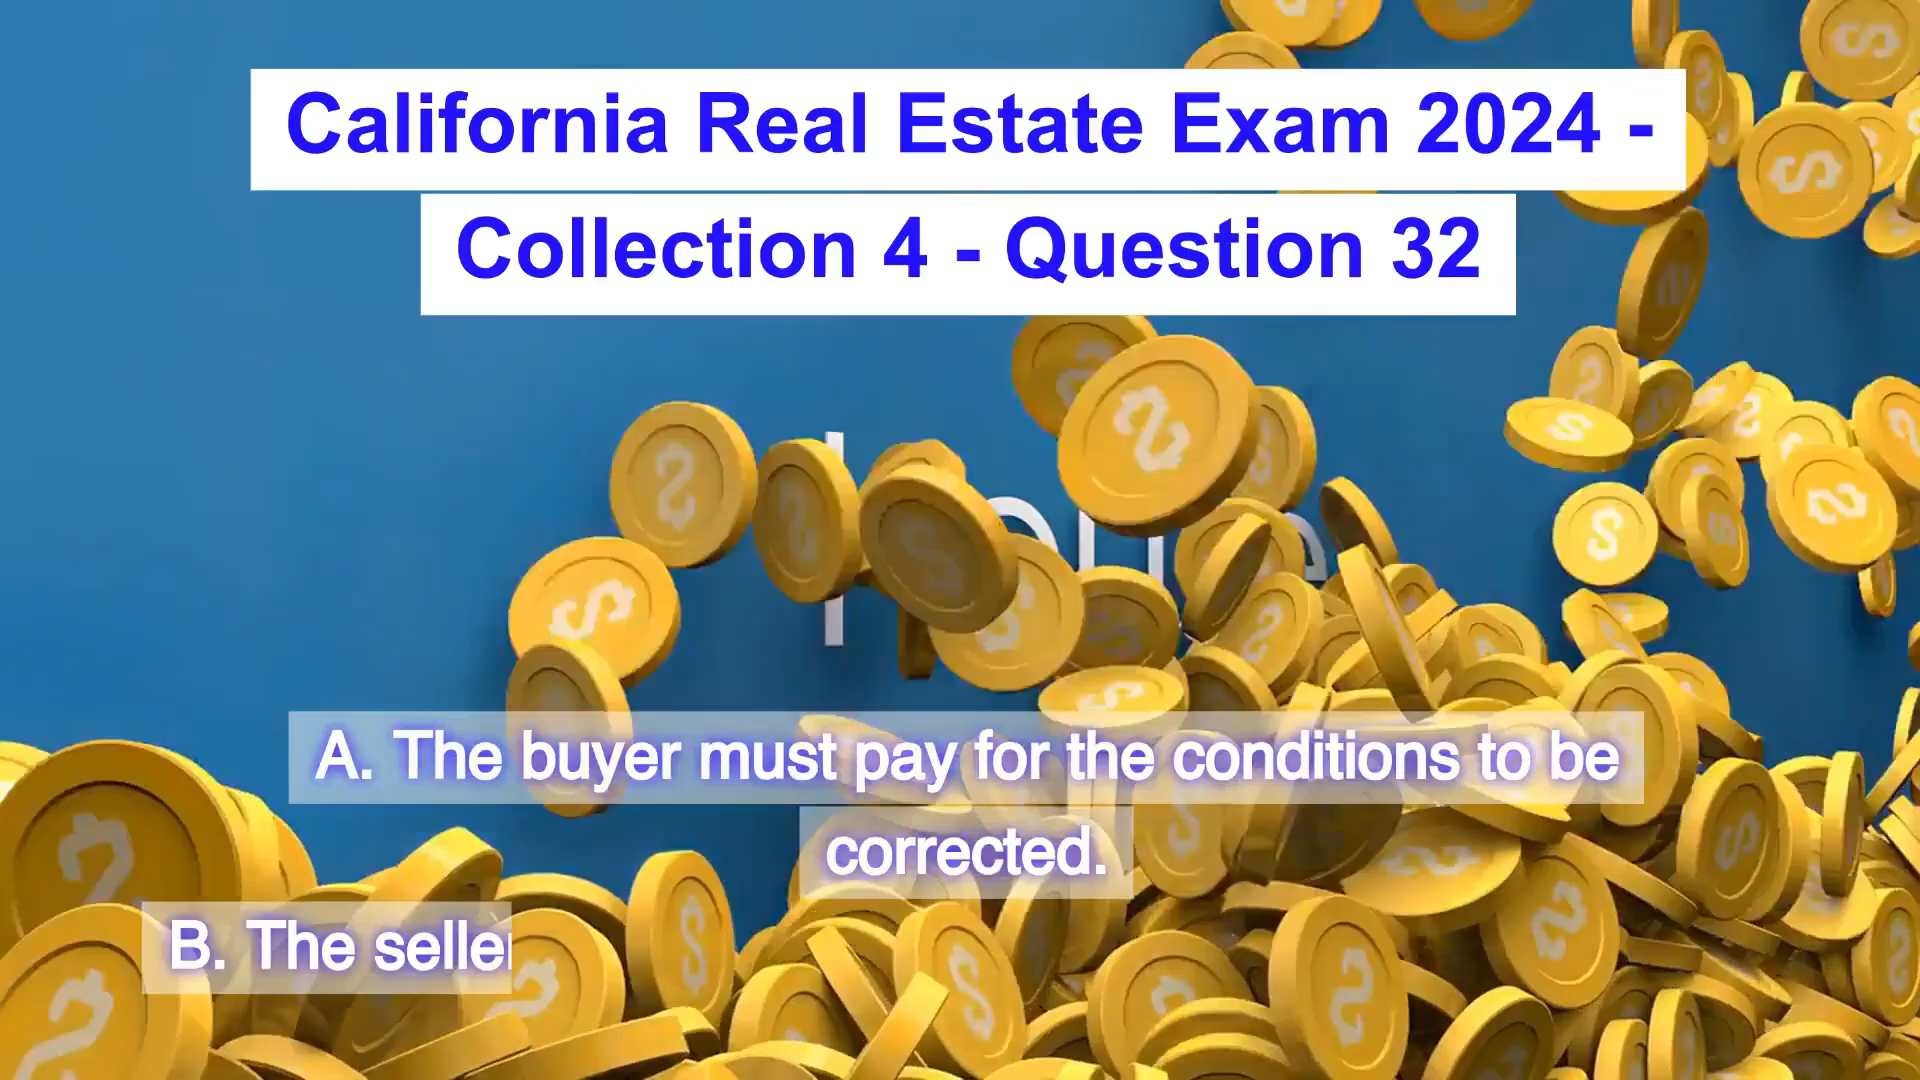 California Real Estate Exam 2024 -
Collection 4 - Question 32
A. The buyer must pay for the conditions to be
corrected.
B. The seller